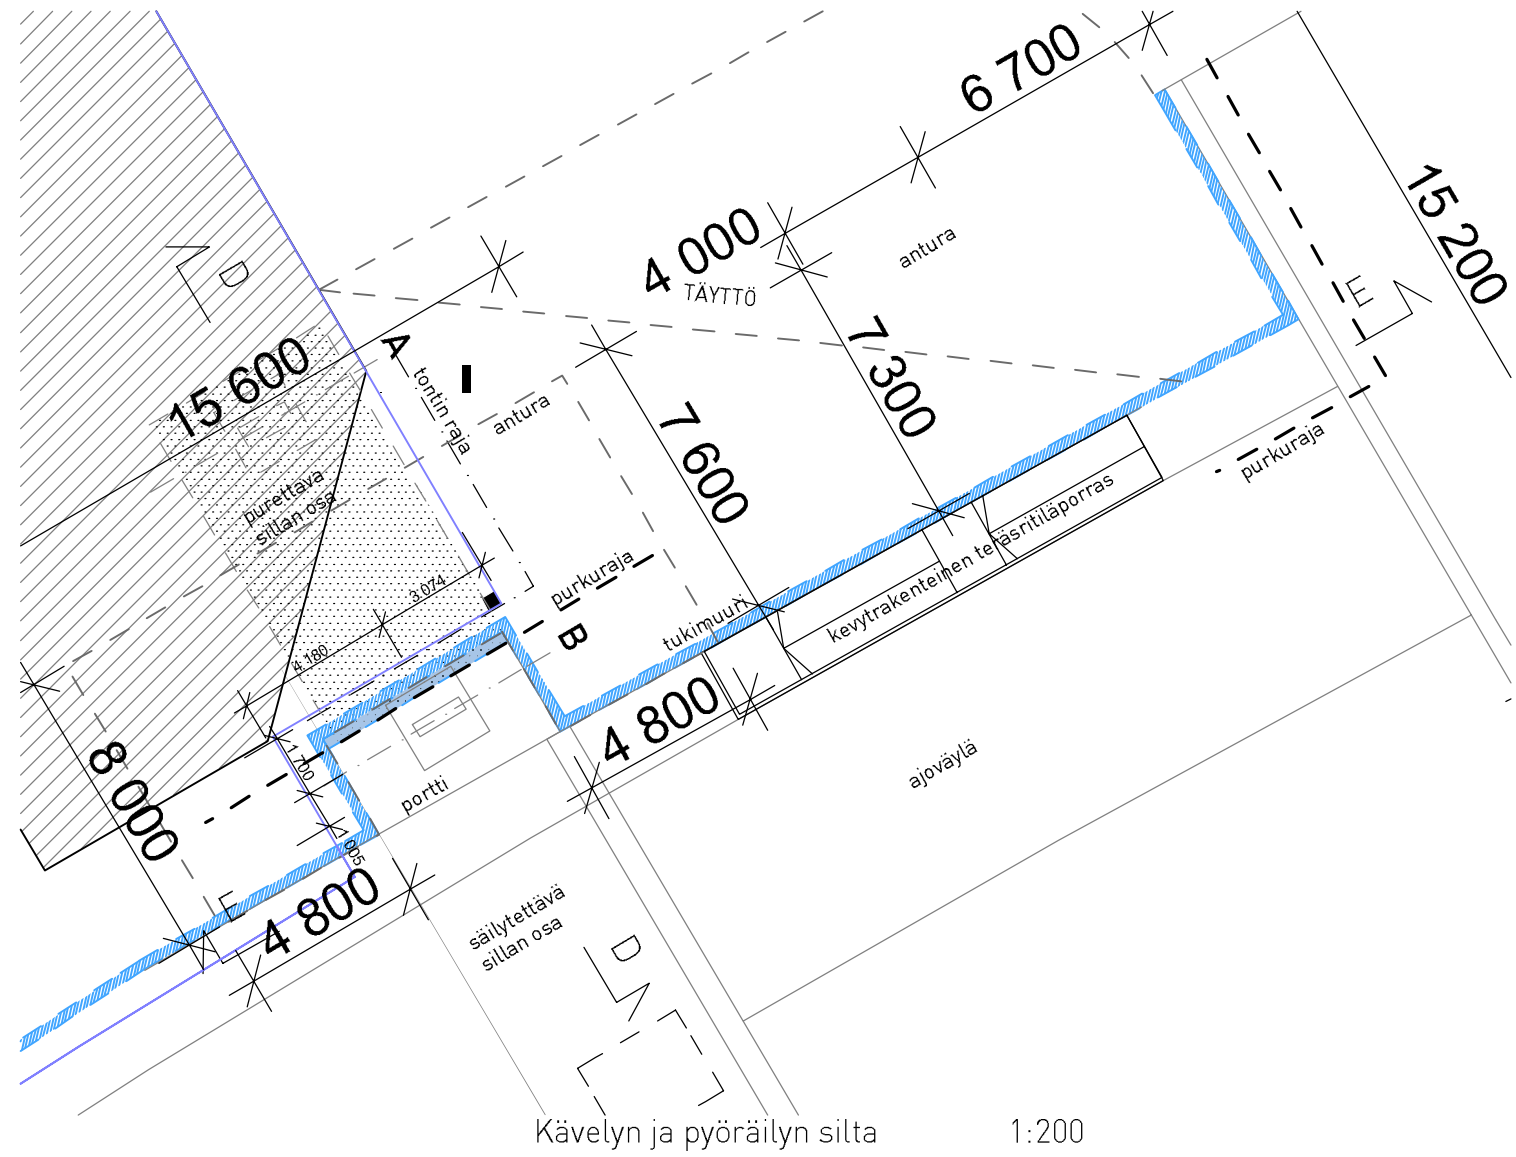 6 700
15 200
4 000
TÄYTTÖ
antura
D
E
A
15 600
tontin raja
antura
7 300
7 600
purettava
sillan osa
purkuraja
kevytrakenteinen teräsritiläporras
3 074
purkuraja
B
tukimuuri
4 180
4 800
1 700
8 000
portti
ajoväylä
1 005
4 800
E
säilytettävä
sillan osa
D
Kävelyn ja pyöräilyn silta 1:200